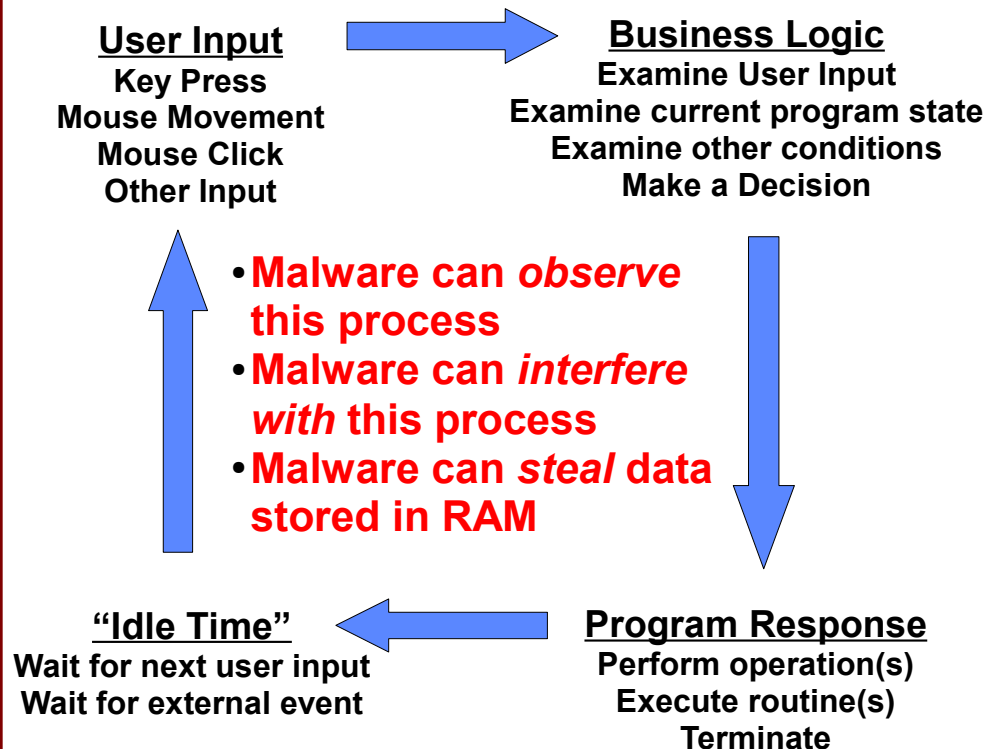 User Input
Key Press
Mouse Movement
Mouse Click
Other Input
Business Logic
Examine User Input
Examine current program state
Examine other conditions
Make a Decision
•Malware can observe
this process
•Malware can interfere
with this process
•Malware can steal data
stored in RAM
“Idle Time”
Wait for next user input
Wait for external event
Program Response
Perform operation(s)
Execute routine(s)
Terminate